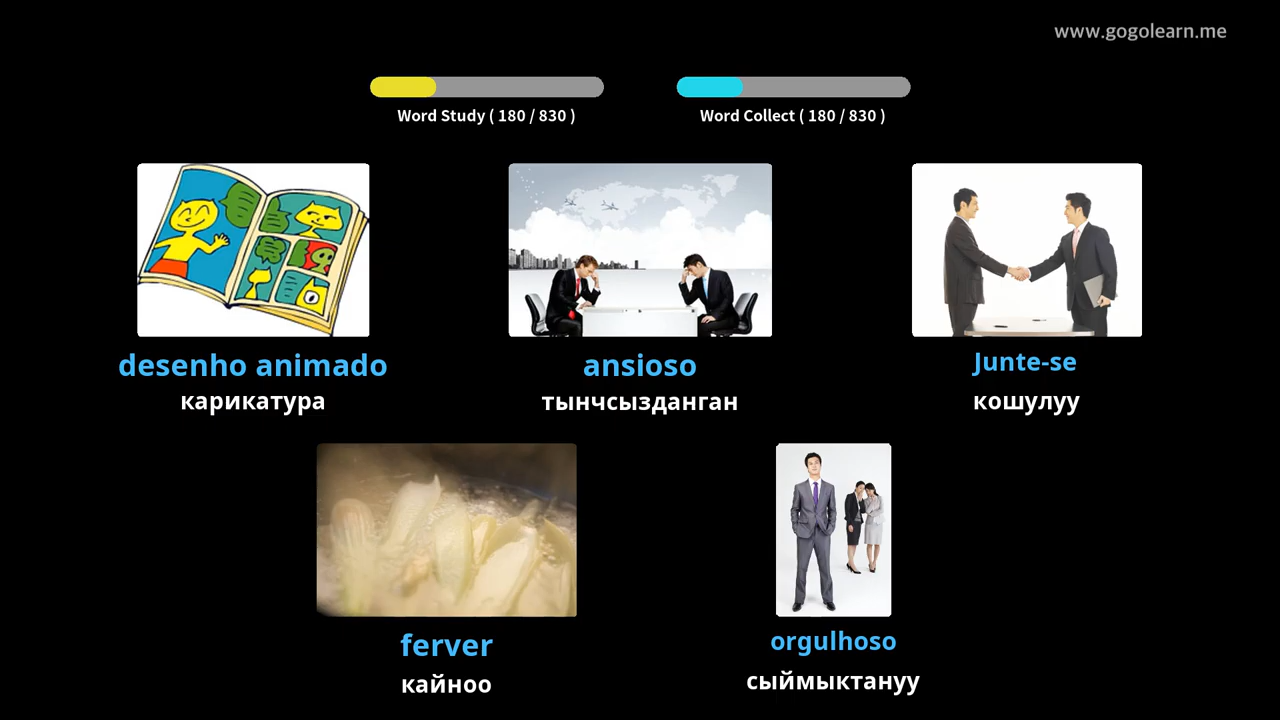 www.gogolearn.me
Word Study ( 180 / 830 )
Word Collect ( 180 / 830 )
desenho animado
карикатура
ansioso
тынчсызданган
Junte-se
кошулуу
ferver
кайноо
orgulhoso
сыймыктануу